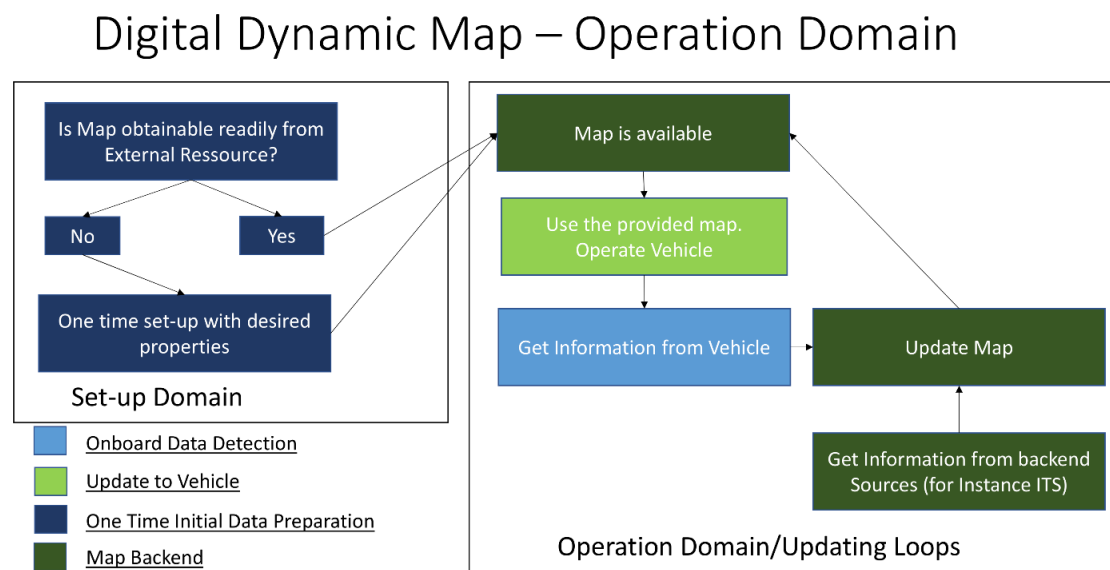 Digital Dynamic Map – Operation Domain
Is Map obtainable readily from
External Ressource?
No
Yes
One time set-up with desired
properties
Set-up Domain
Map is available
Use the provided map.
Operate Vehicle
Get Information from Vehicle
Update Map
Get Information from backend
Sources (for Instance ITS)
Operation Domain/Updating Loops
Onboard Data Detection
Update to Vehicle
One Time Initial Data Preparation
Map Backend